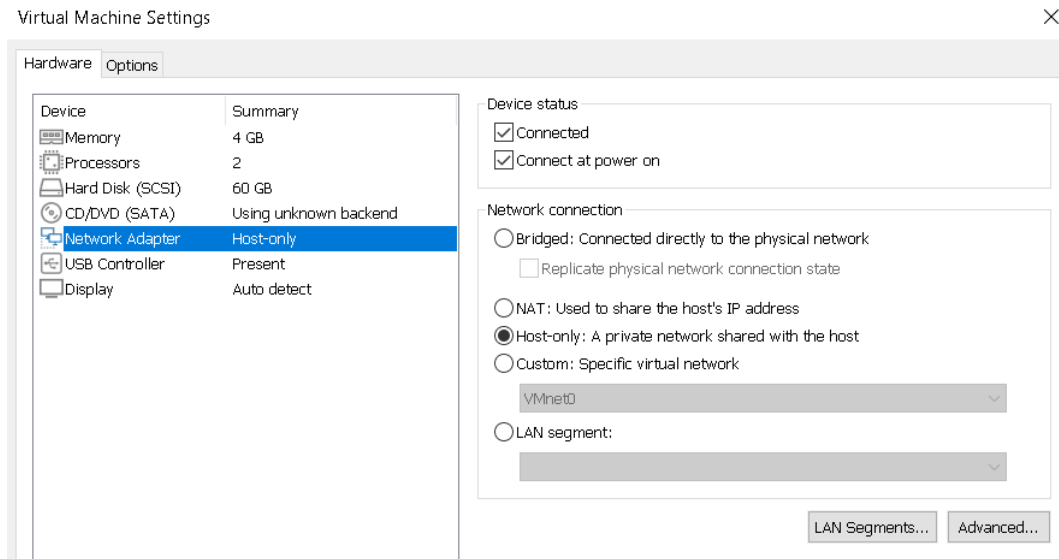 Virtual Machine Settings
Hardware
Options
Device Summary
Memory 4 GB
Processors 2
Hard Disk (SCSI) 60 GB
CD/DVD (SATA) Using unknown backend
Network Adapter Host-only
USB Controller Present
Display Auto detect
Device status
Connected
Connect at power on
Network connection
Bridged: Connected directly to the physical network
Replicate physical network connection state
NAT: Used to share the host's IP address
Host-only: A private network shared with the host
Custom: Specific virtual network
VMnet0
LAN segment:
LAN Segments...
Advanced...